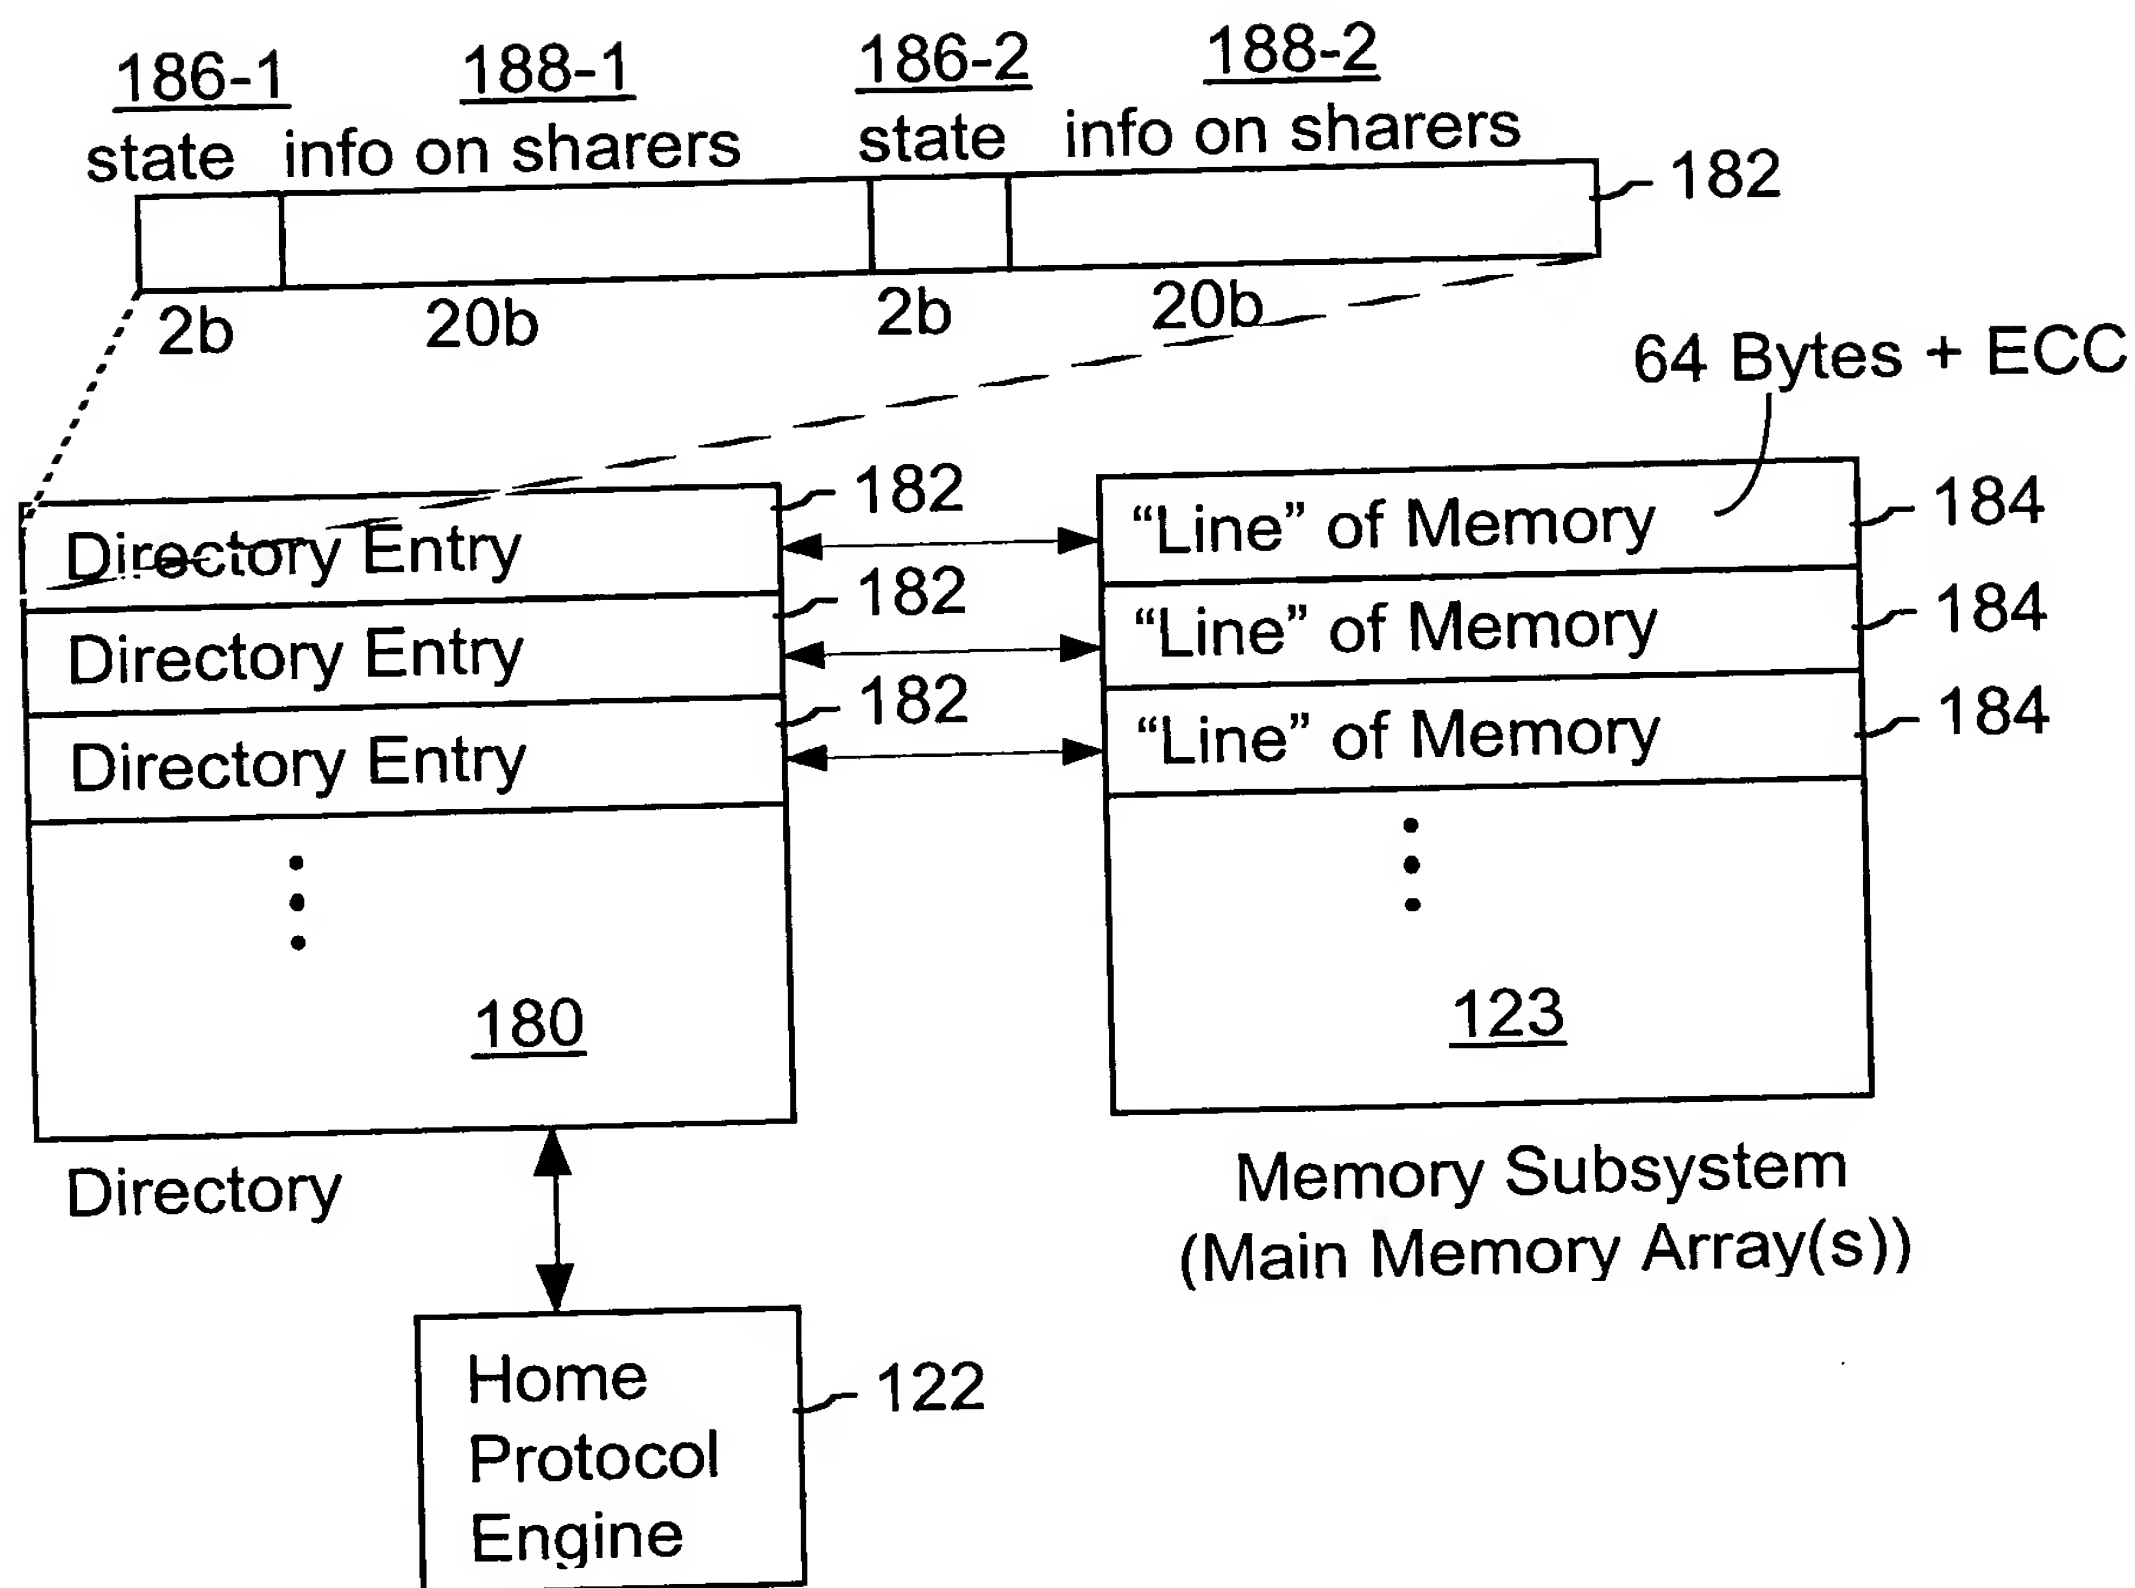 186-1 188-1 186-2 188-2
state info on sharers state info on sharers
182
2b 20b 2b 20b
64 Bytes + ECC
Directory Entry 182 “Line” of Memory 184
Directory Entry 182 “Line” of Memory 184
Directory Entry 182 “Line” of Memory 184
180 123
Directory
Memory Subsystem
(Main Memory Array(s))
Home
Protocol
Engine
122